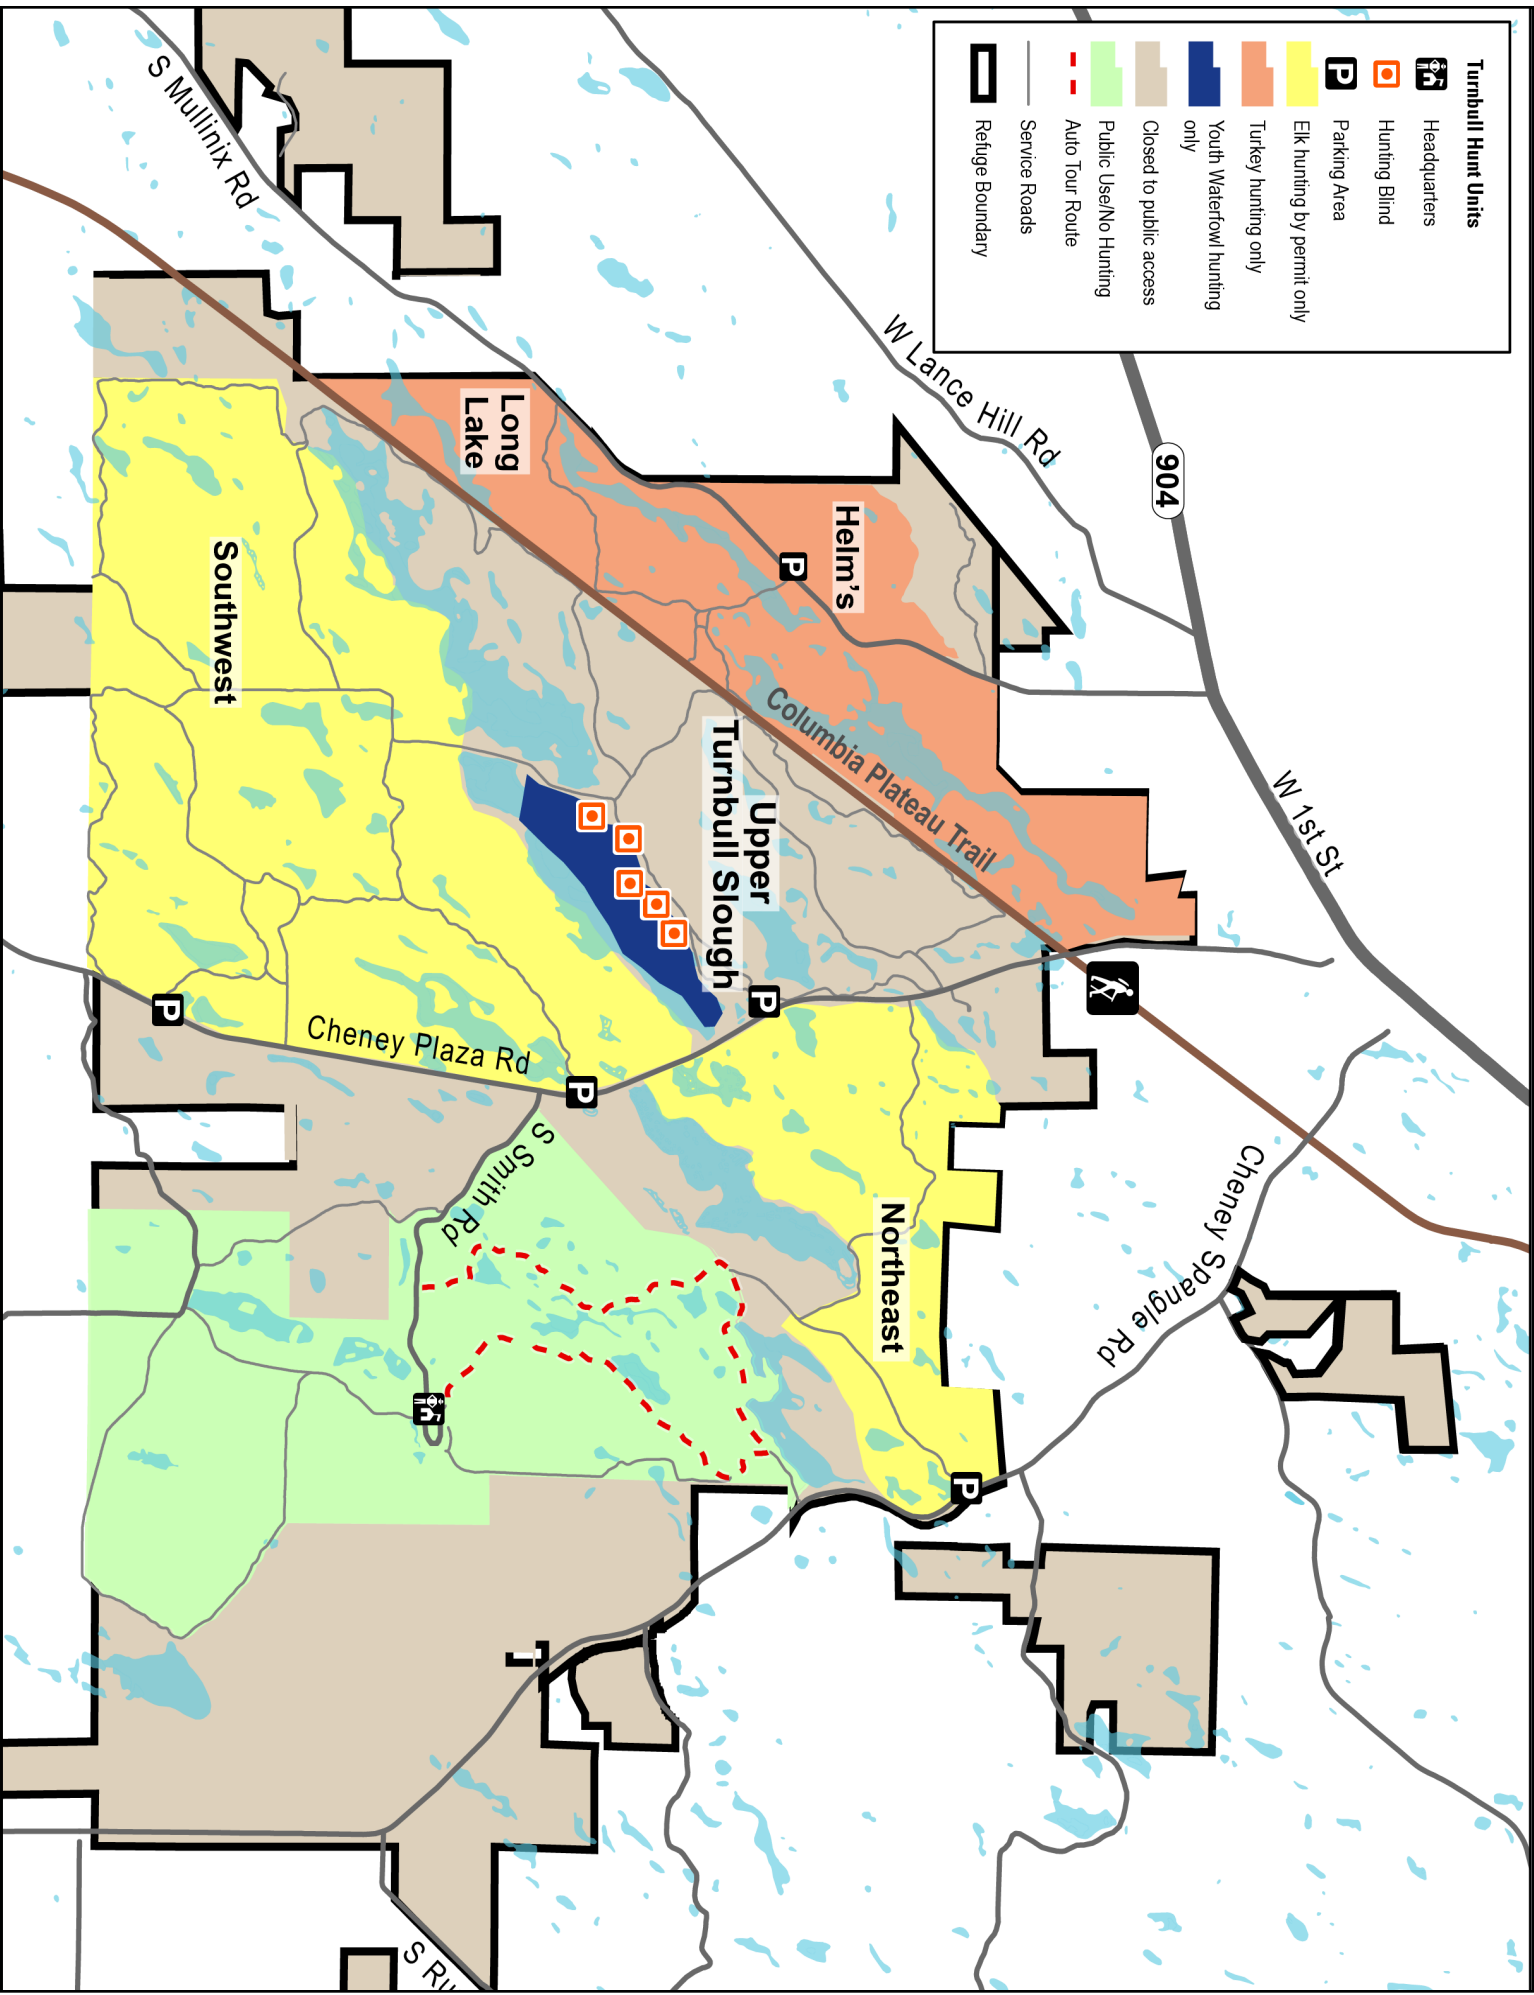 Turnbull Hunt Units
Headquarters
Hunting Blind
P
Parking Area
Elk hunting by permit only
Turkey hunting only
Youth Waterfowl hunting
only
Closed to public access
Public Use/No Hunting
Auto Tour Route
Service Roads
Refuge Boundary
904
W 1st St
W Lance Hill Rd
S Mullinix Rd
Long
Lake
Helm's
P
Columbia Plateau Trail
Southwest
Upper
Turnbull Slough
P
P
P
Cheney Plaza Rd
S Smith Rd
Northeast
P
Cheney Spangle Rd
S Ru